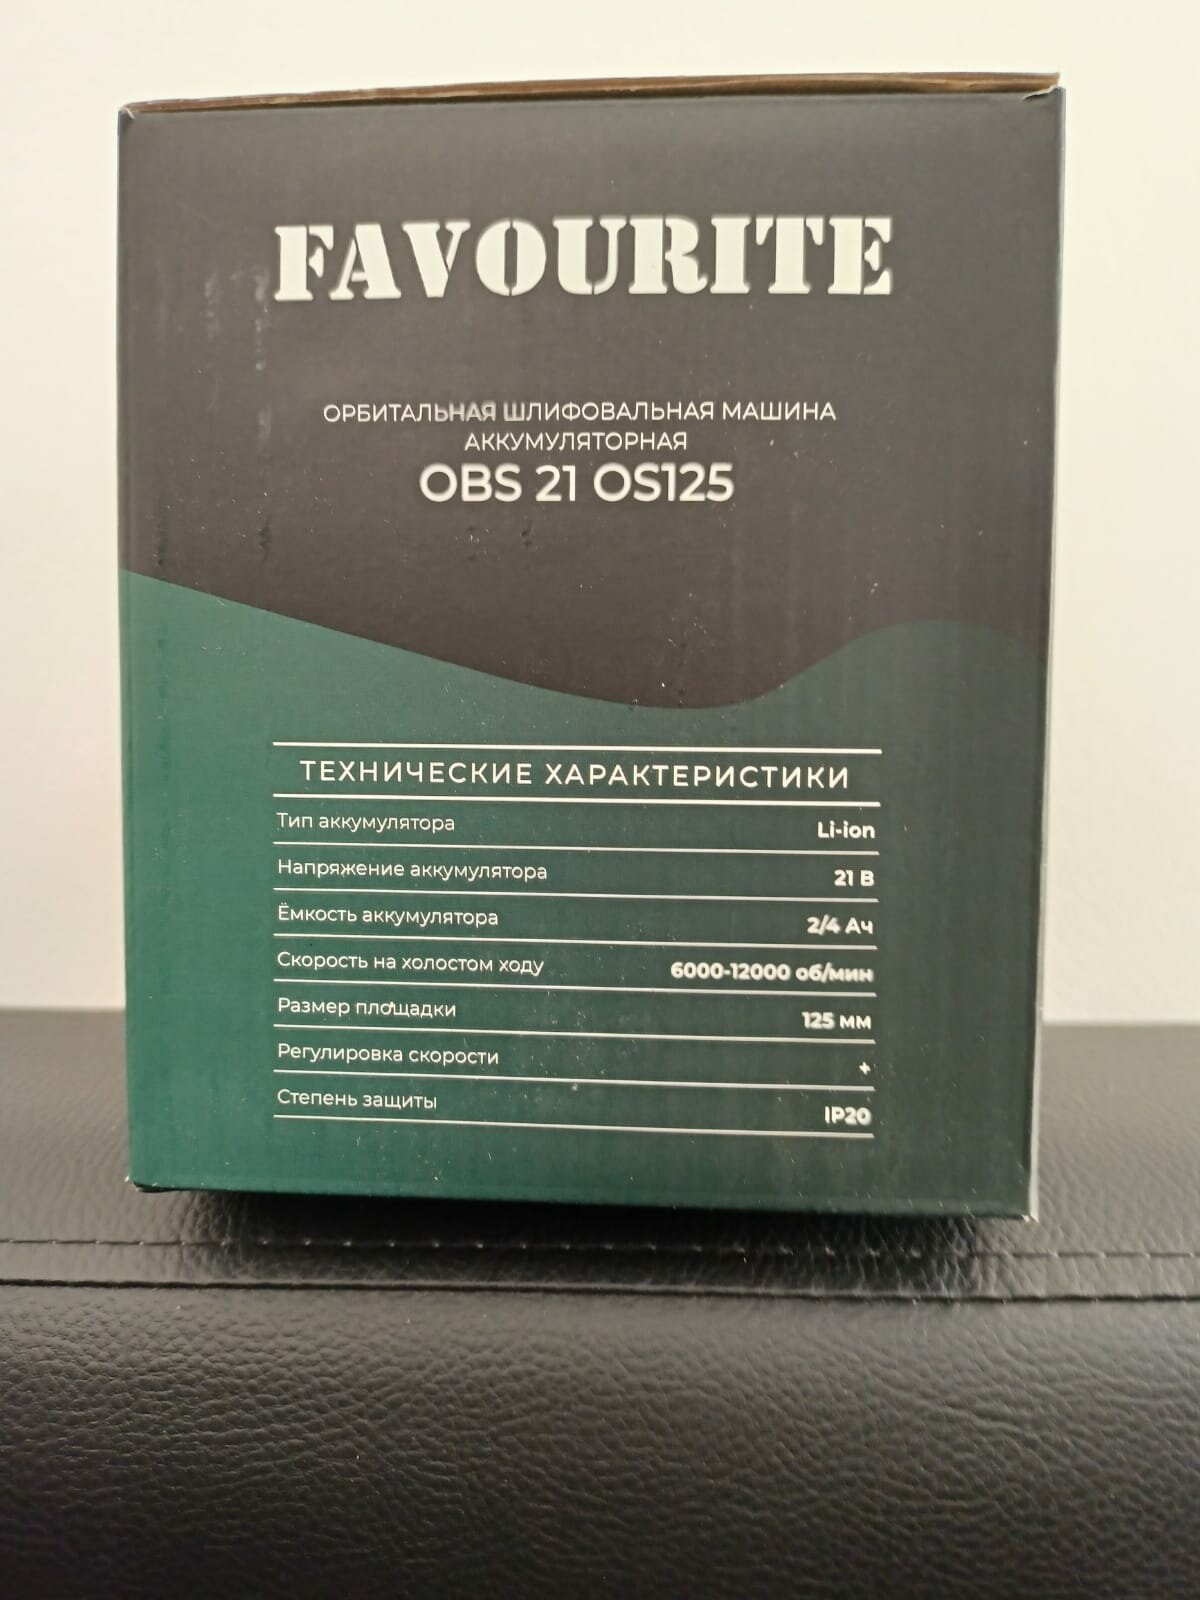 FAVOURITE
ОРБИТАЛЬНАЯ ШЛИФОВАЛЬНАЯ МАШИНА
АККУМУЛЯТОРНАЯ
OBS 21 OS125
ТЕХНИЧЕСКИЕ ХАРАКТЕРИСТИКИ
Тип аккумулятора Li-ion
Напряжение аккумулятора 21 В
Ёмкость аккумулятора 2/4 Ач
Скорость на холостом ходу 6000-12000 об/мин
Размер площадки 125 мм
Регулировка скорости +
Степень защиты IP20